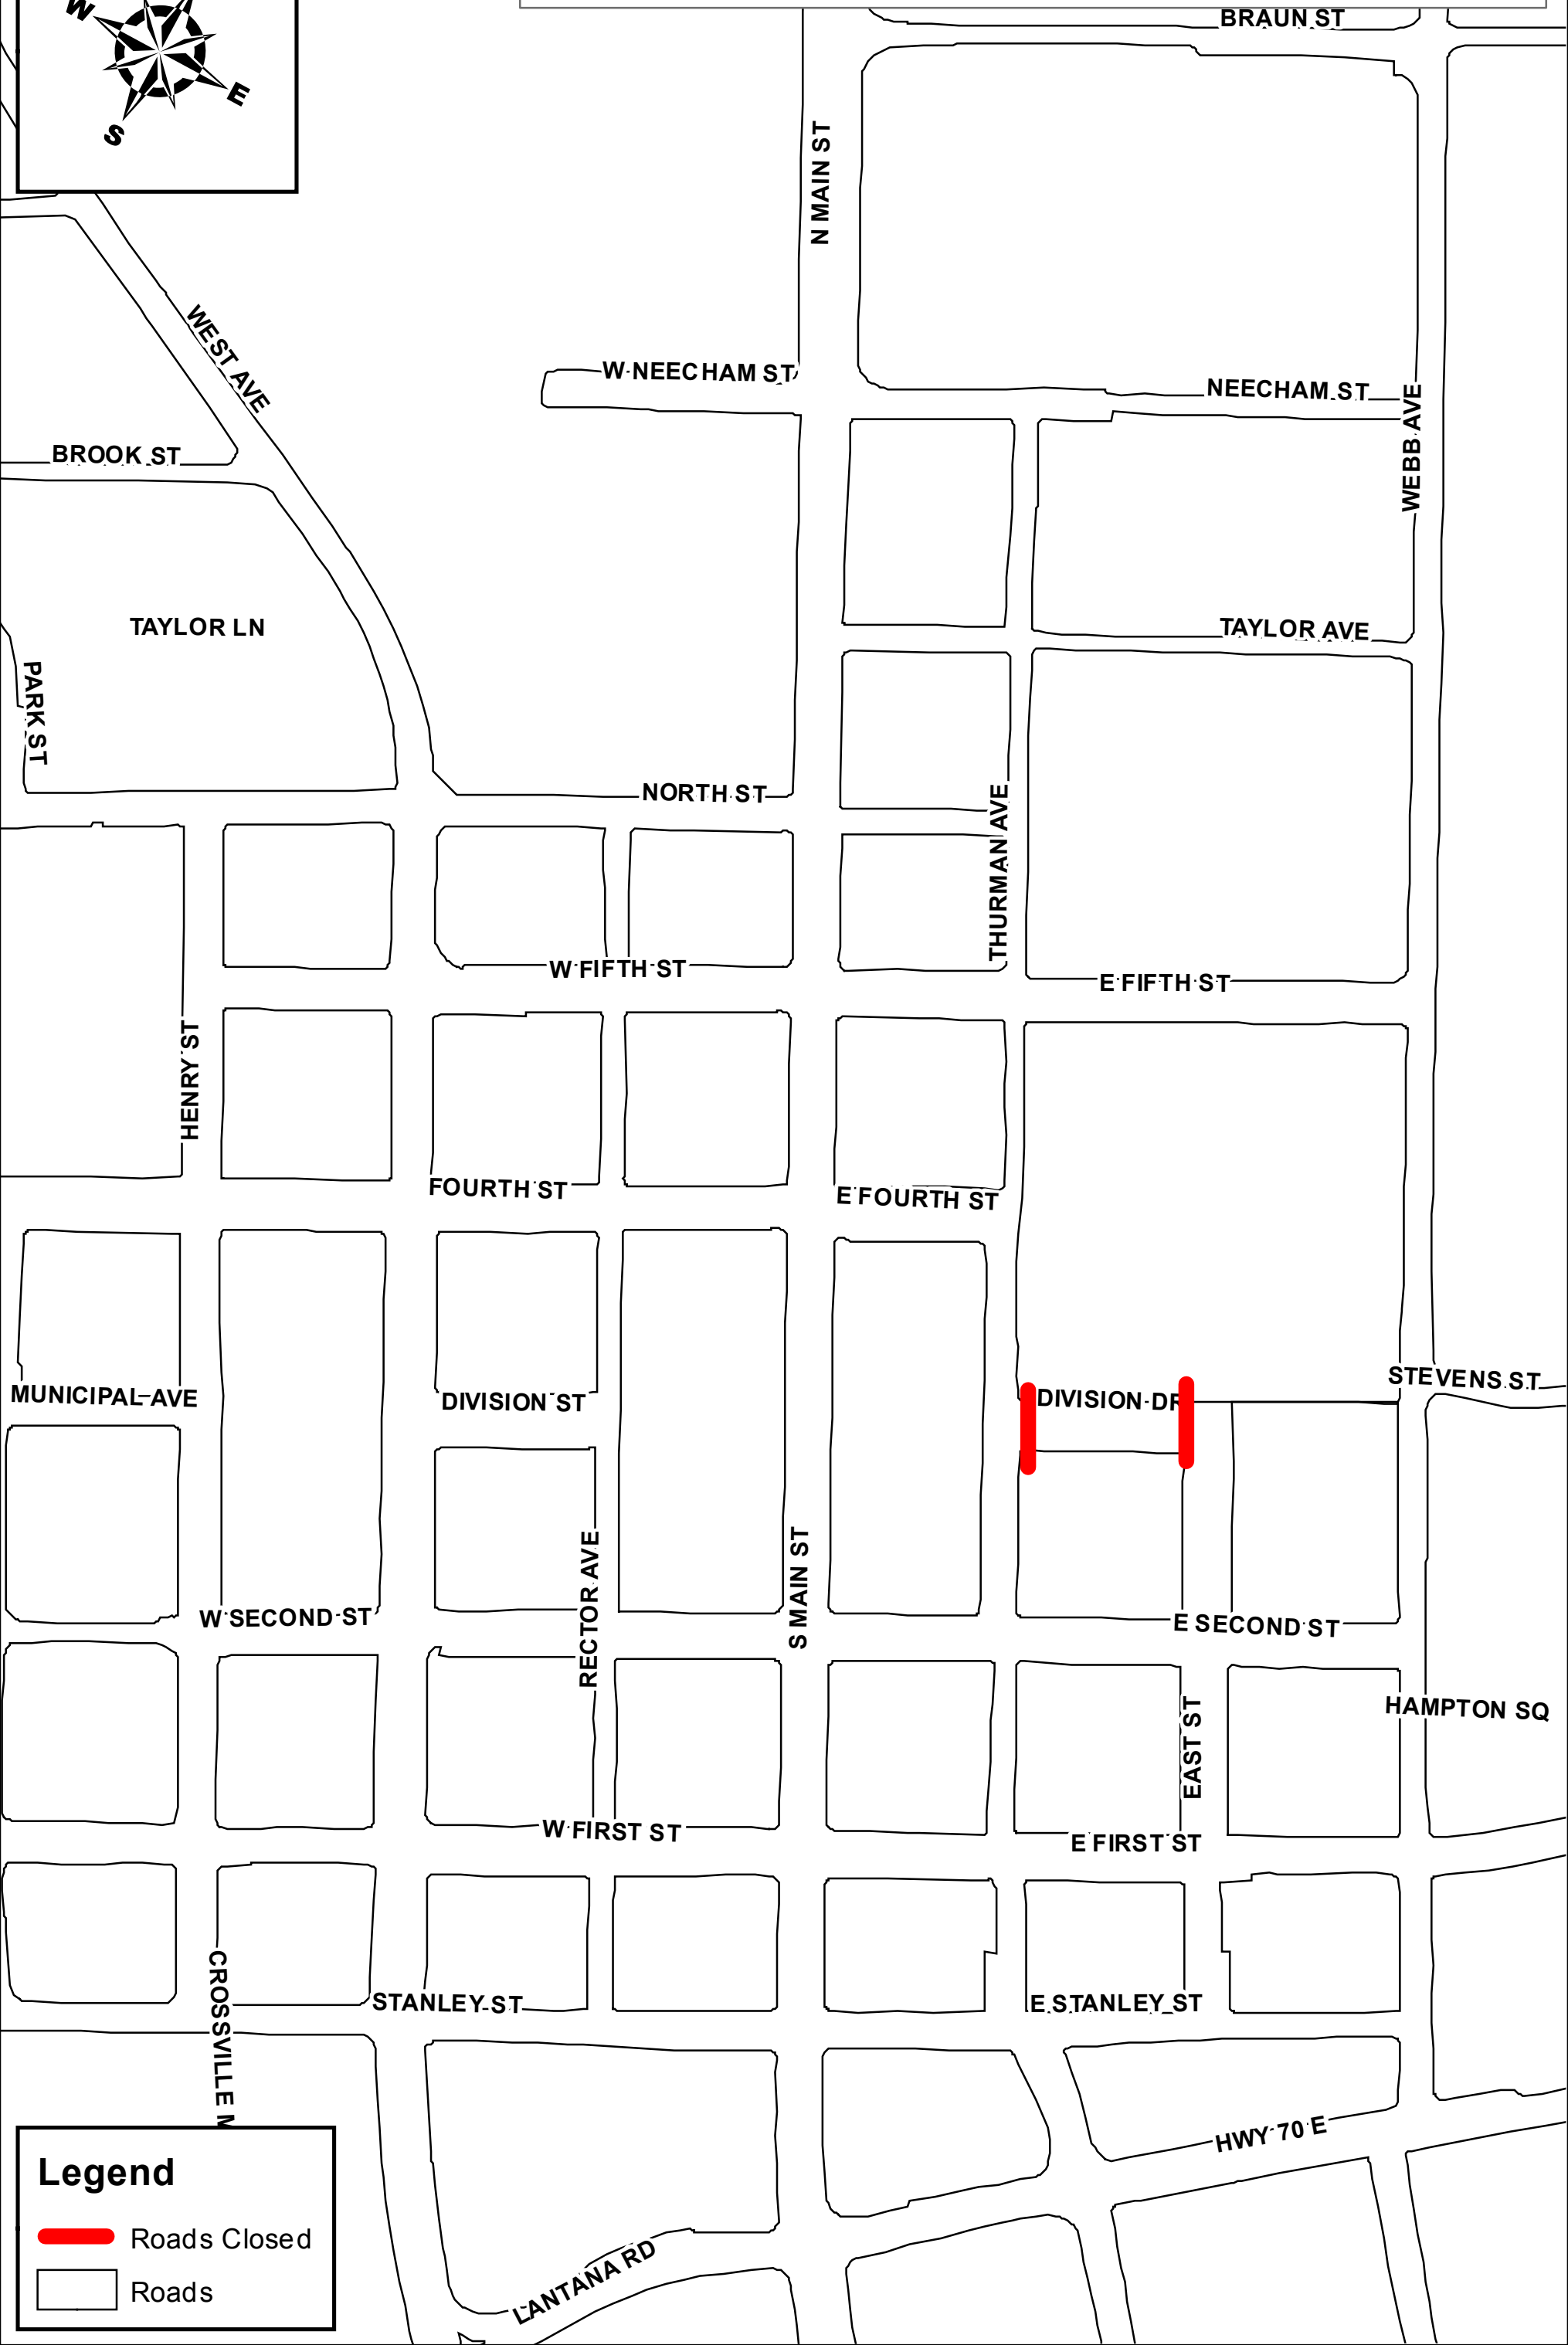 BRAUN ST
W
E
S
N MAIN ST
WEST AVE
W NEECHAM ST
NEECHAM ST
WEBB AVE
BROOK ST
TAYLOR LN
TAYLOR AVE
PARK ST
NORTH ST
THURMAN AVE
W FIFTH ST
E FIFTH ST
HENRY ST
FOURTH ST
E FOURTH ST
STEVENS ST
MUNICIPAL AVE
DIVISION ST
DIVISION DR
RECTOR AVE
S MAIN ST
W SECOND ST
E SECOND ST
EAST ST
HAMPTON SQ
W FIRST ST
E FIRST ST
CROSSVILLE M
STANLEY ST
E STANLEY ST
HWY 70 E
LANTANA RD
Legend
Roads Closed
Roads